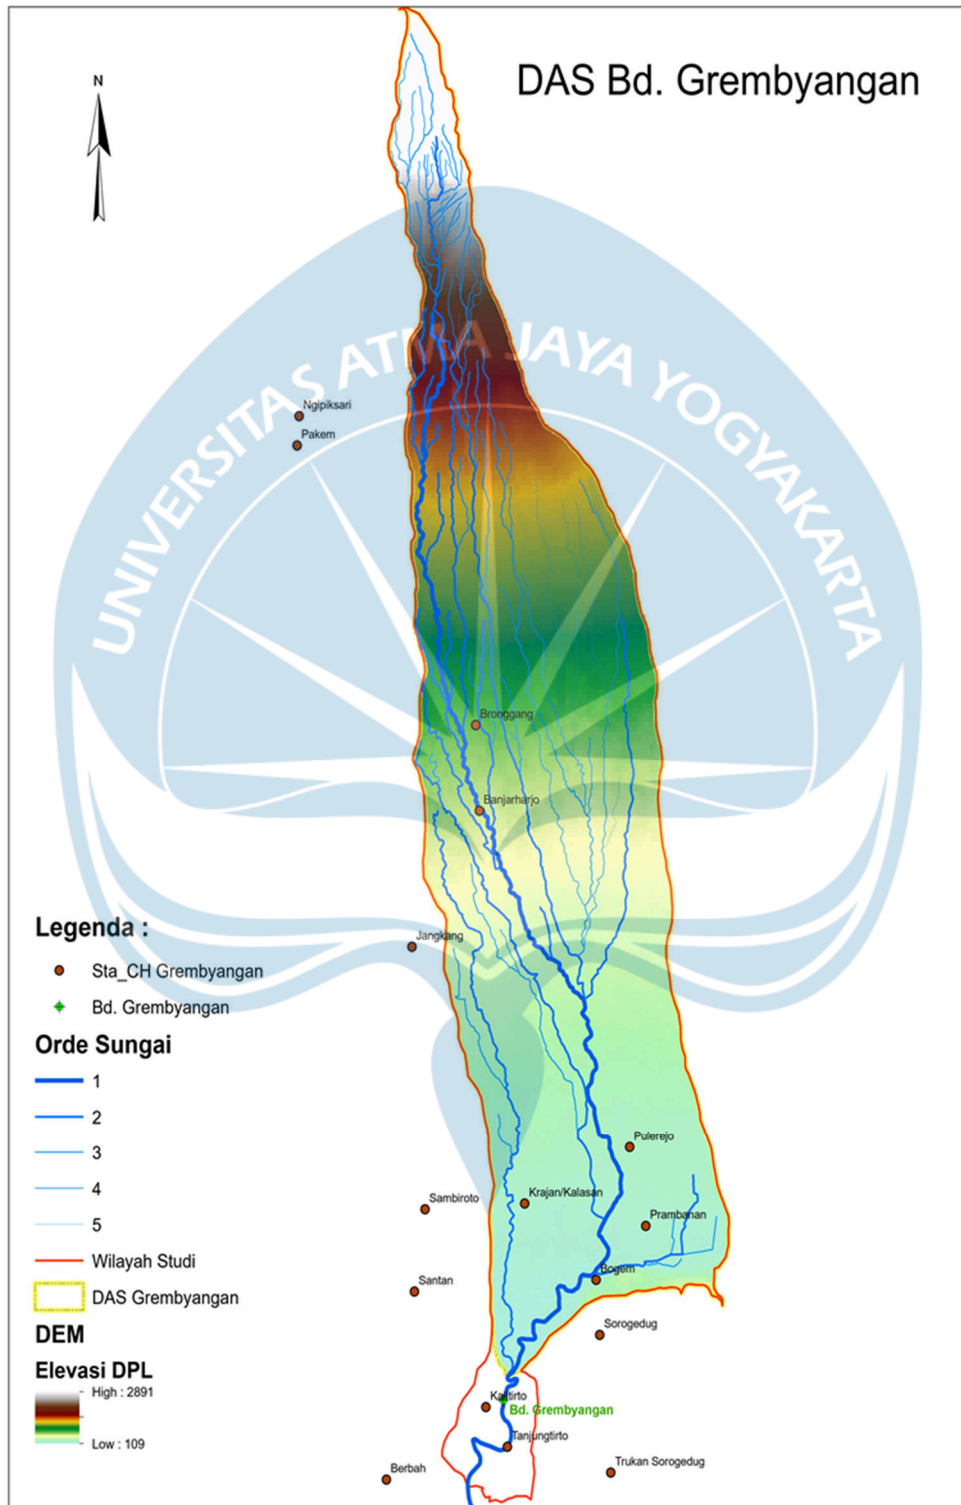 DAS Bd. Grembyangan
N
UNIVERSITAS ATMA JAYA YOGYAKARTA
Ngipiksari
Pakem
Bronggang
Banjarharjo
Jangkang
Pulerejo
Krajan/Kalasan
Sambiroto
Prambanan
Bogem
Santan
Sorogedug
Kaltirto
Bd. Grembyangan
Tanjungtirto
Berbah
Trukan Sorogedug
Legenda :
Sta_CH Grembyangan
Bd. Grembyangan
Orde Sungai
1
2
3
4
5
Wilayah Studi
DAS Grembyangan
DEM
Elevasi DPL
High : 2891
Low : 109